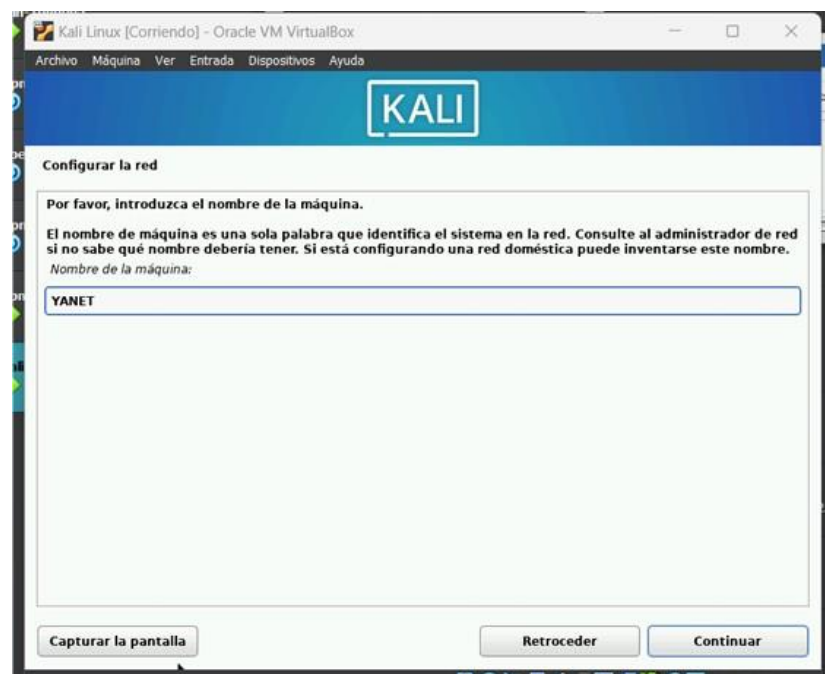 Kali Linux [Corriendo] - Oracle VM VirtualBox
Archivo Máquina Ver Entrada Dispositivos Ayuda
KALI
Configurar la red
Por favor, introduzca el nombre de la máquina.
El nombre de máquina es una sola palabra que identifica el sistema en la red. Consulte al administrador de red
si no sabe qué nombre debería tener. Si está configurando una red doméstica puede inventarse este nombre.
Nombre de la máquina:
YANET
Capturar la pantalla
Retroceder
Continuar